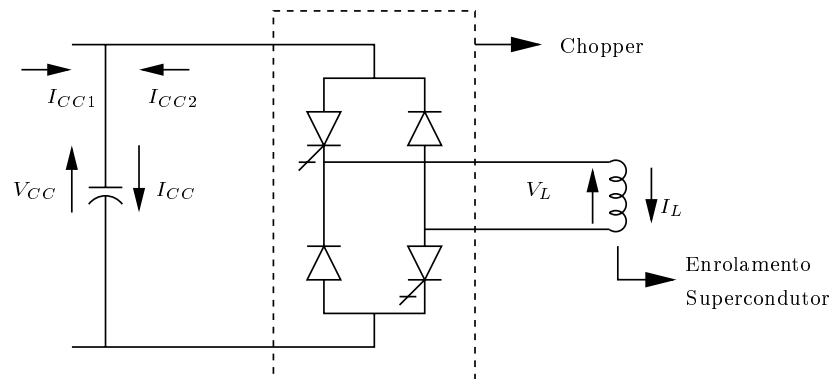 Chopper
I_{CC1}
I_{CC2}
V_{CC}
I_{CC}
V_L
I_L
Enrolamento
Supercondutor